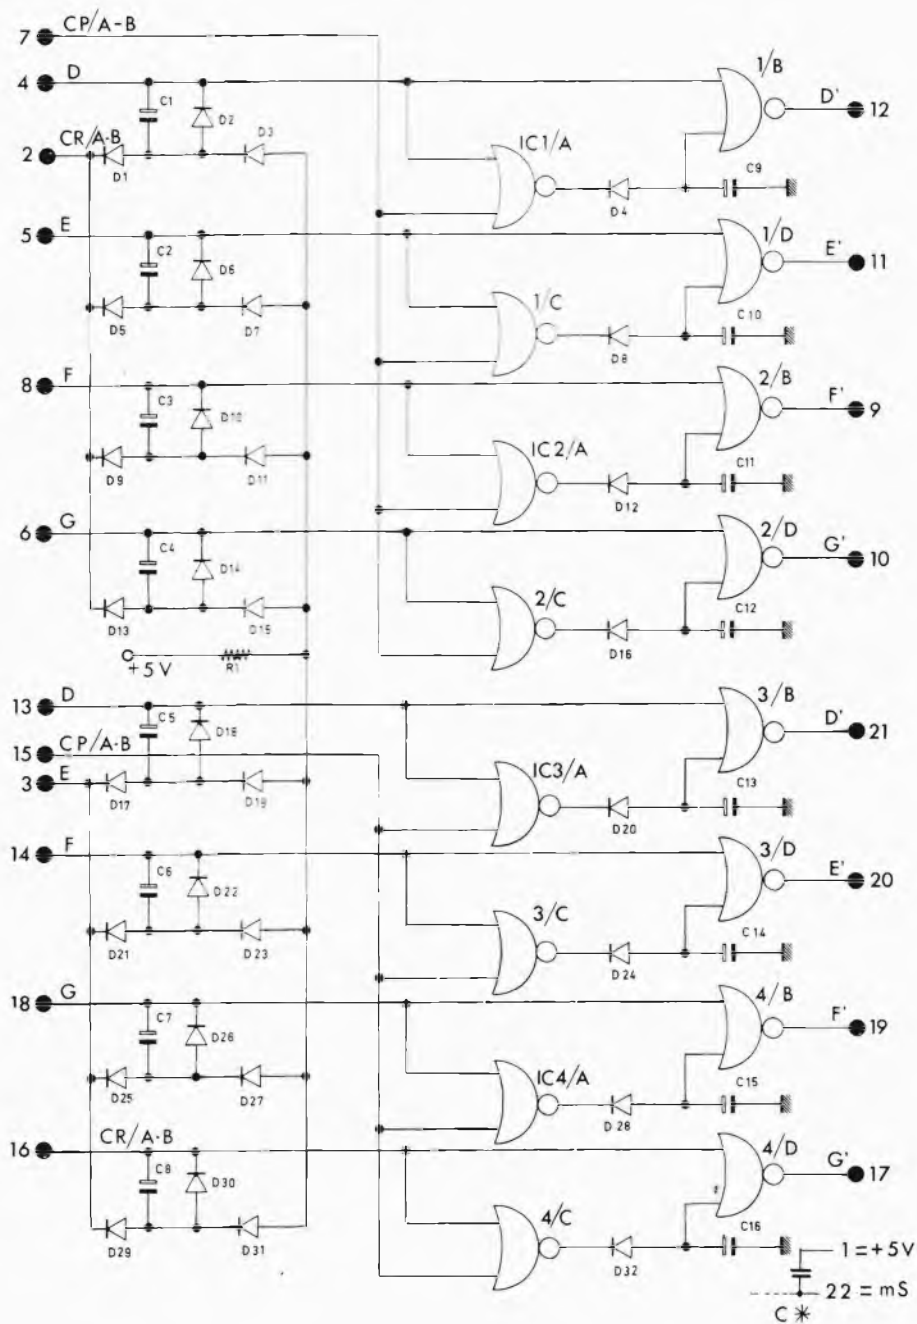 7 CP/A-B
4 D
C1 D2
1/B
D' 12
CR/A-B
2
D3
D1
IC1/A
D4
C9
5 E
C2 D6
1/D
E' 11
D5 D7
1/C
D8
C10
8 F
C3 D10
2/B
F' 9
D9 D11
IC2/A
D12
C11
6 G
C4 D14
2/D
G' 10
D13 D15
2/C
D16
C12
+5V R1
13 D
C5 D18
3/B
D' 21
15 CP/A-B
3 E
D17 D19
IC3/A
D20
C13
14 F
C6 D22
3/D
E' 20
D21 D23
3/C
D24
C14
18 G
C7 D26
4/B
F' 19
D25 D27
IC4/A
D28
C15
16 CR/A-B
C8 D30
4/D
G' 17
D29 D31
4/C
D32
C16
1=+5V
22=mS
C*